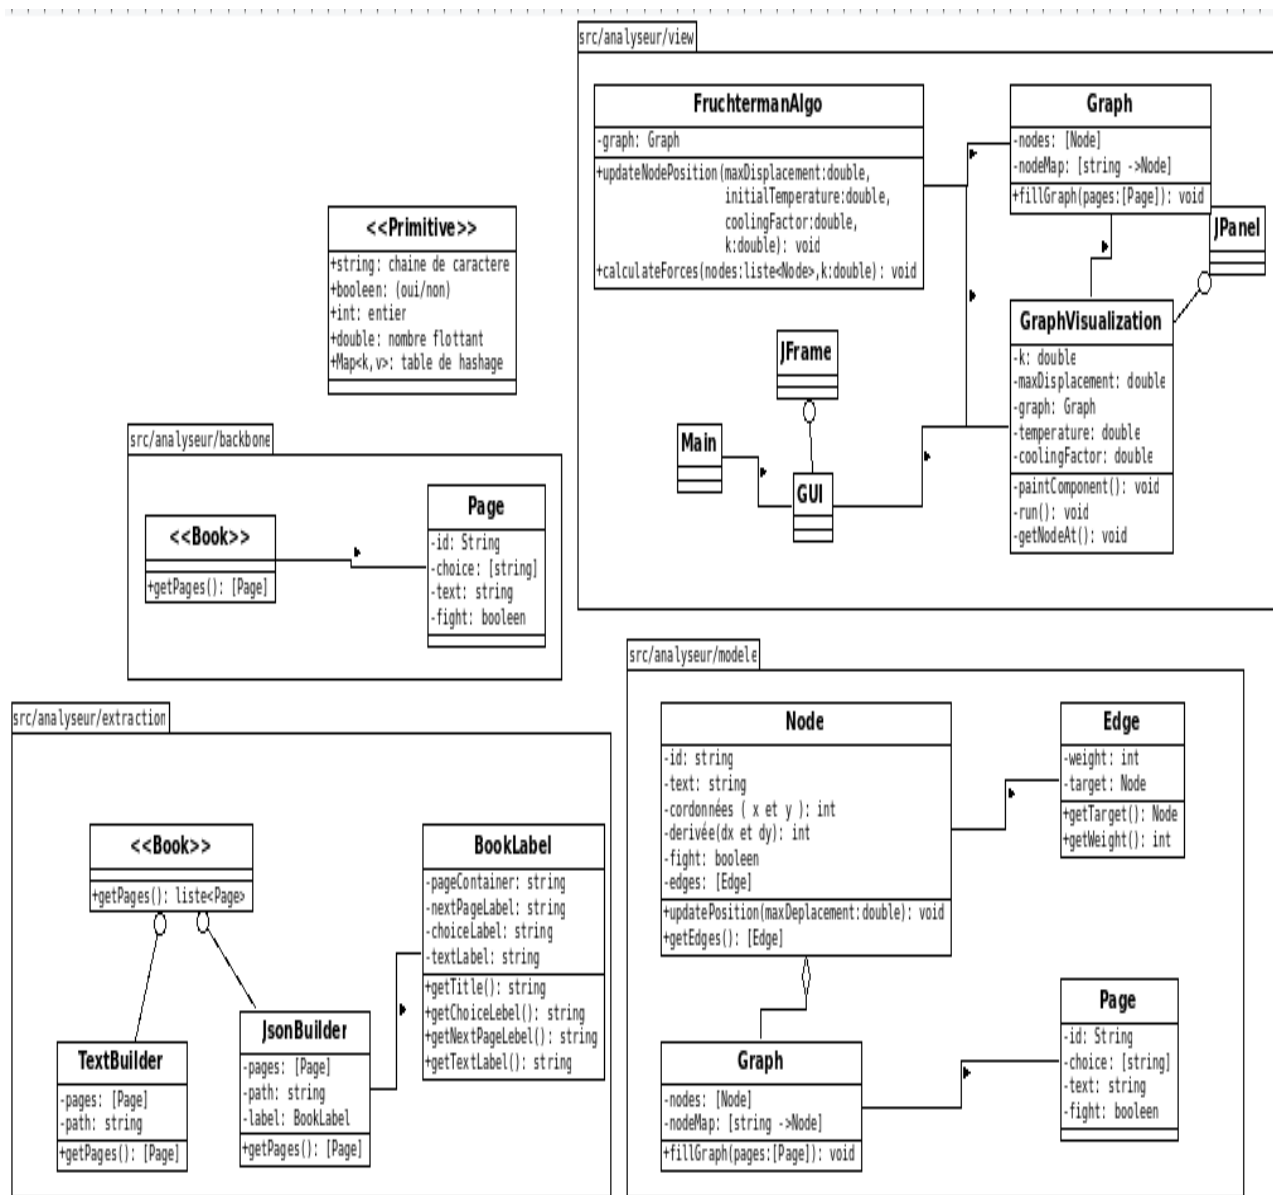 src/analyseur/view
FruchtermanAlgo
-graph: Graph
+updateNodePosition(maxDisplacement:double,
initialTemperature:double,
coolingFactor:double,
k:double): void
+calculateForces(nodes:liste<Node>,k:double): void
Graph
-nodes: [Node]
-nodeMap: [string ->Node]
+fillGraph(pages:[Page]): void
JPanel
GraphVisualization
-k: double
-maxDisplacement: double
-graph: Graph
-temperature: double
-coolingFactor: double
-paintComponent(): void
-run(): void
-getNodeAt(): void
JFrame
Main
GUI
<<Primitive>>
+string: chaine de caractere
+booleen: (oui/non)
+int: entier
+double: nombre flottant
+Map<k,v>: table de hashage
src/analyseur/backbone
<<Book>>
+getPages(): [Page]
Page
-id: String
-choice: [string]
-text: string
-fight: booleen
src/analyseur/extraction
<<Book>>
+getPages(): liste<Page>
BookLabel
-pageContainer: string
-nextPageLabel: string
-choiceLabel: string
-textLabel: string
+getTitle(): string
+getChoiceLebel(): string
+getNextPageLebel(): string
+getTextLabel(): string
TextBuilder
-pages: [Page]
-path: string
+getPages(): [Page]
JsonBuilder
-pages: [Page]
-path: string
-label: BookLabel
+getPages(): [Page]
src/analyseur/modele
Node
-id: string
-text: string
-cordonnées ( x et y ): int
-derivée(dx et dy): int
-fight: booleen
-edges: [Edge]
+updatePosition(maxDeplacement:double): void
+getEdges(): [Edge]
Edge
-weight: int
-target: Node
+getTarget(): Node
+getWeight(): int
Graph
-nodes: [Node]
-nodeMap: [string ->Node]
+fillGraph(pages:[Page]): void
Page
-id: String
-choice: [string]
-text: string
-fight: booleen